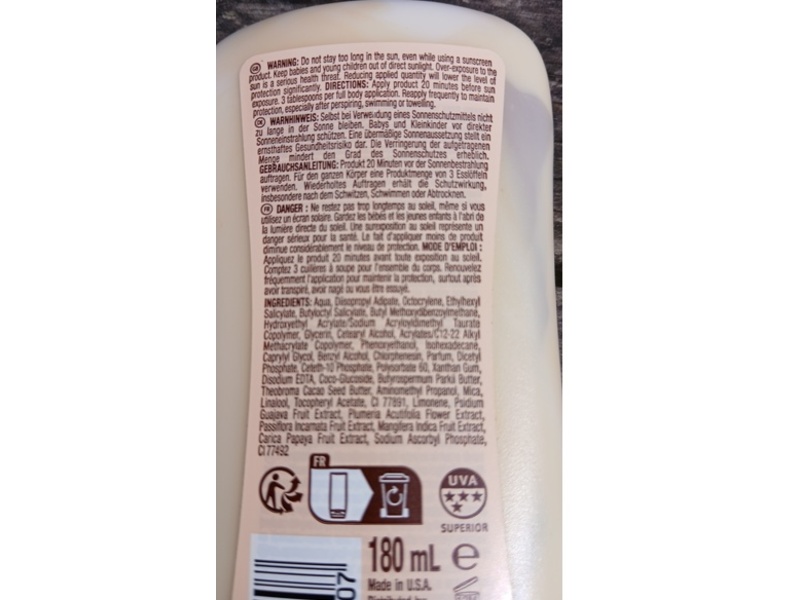 GB WARNING: Do not stay too long in the sun, even while using a sunscreen
product. Keep babies and young children out of direct sunlight. Over-exposure to the
sun is a serious health threat. Reducing applied quantity will lower the level of
protection significantly. DIRECTIONS: Apply product 20 minutes before sun
exposure. 3 tablespoons per full body application. Reapply frequently to maintain
protection, especially after perspiring, swimming or towelling.
DE WARNHINWEIS: Selbst bei Verwendung eines Sonnenschutzmittels nicht
zu lange in der Sonne bleiben. Babys und Kleinkinder vor direkter
Sonneneinstrahlung schützen. Eine übermäßige Sonnenaussetzung stellt ein
ernsthaftes Gesundheitsrisiko dar. Die Verringerung der aufgetragenen
Menge mindert den Grad des Sonnenschutzes erheblich.
GEBRAUCHSANLEITUNG: Produkt 20 Minuten vor der Sonnenbestrahlung
auftragen. Für den ganzen Körper eine Produktmenge von 3 Esslöffeln
verwenden. Wiederholtes Auftragen erhält die Schutzwirkung,
insbesondere nach dem Schwitzen, Schwimmen oder Abtrocknen.
FR DANGER : Ne restez pas trop longtemps au soleil, même si vous
utilisez un écran solaire. Gardez les bébés et les jeunes enfants à l'abri de
la lumière directe du soleil. Une surexposition au soleil représente un
danger sérieux pour la santé. Le fait d'appliquer moins de produit
diminue considérablement le niveau de protection. MODE D'EMPLOI :
Appliquez le produit 20 minutes avant toute exposition au soleil.
Comptez 3 cuillères à soupe pour l'ensemble du corps. Renouvelez
fréquemment l'application pour maintenir la protection, surtout après
avoir transpiré, avoir nagé ou vous être essuyé.
INGREDIENTS: Aqua, Diisopropyl Adipate, Octocrylene, Ethylhexyl
Salicylate, Butyloctyl Salicylate, Butyl Methoxydibenzoylmethane,
Hydroxyethyl Acrylate/Sodium Acryloyldimethyl Taurate
Copolymer, Glycerin, Cetearyl Alcohol, Acrylates/C12-22 Alkyl
Methacrylate Copolymer, Phenoxyethanol, Isohexadecane,
Caprylyl Glycol, Benzyl Alcohol, Chlorphenesin, Parfum, Dicetyl
Phosphate, Ceteth-10 Phosphate, Polysorbate 60, Xanthan Gum,
Disodium EDTA, Coco-Glucoside, Butyrospermum Parkii Butter,
Theobroma Cacao Seed Butter, Aminomethyl Propanol, Mica,
Linalool, Tocopheryl Acetate, CI 77891, Limonene, Psidium
Guajava Fruit Extract, Plumeria Acutifolia Flower Extract,
Passiflora Incarnata Fruit Extract, Mangifera Indica Fruit Extract,
Carica Papaya Fruit Extract, Sodium Ascorbyl Phosphate,
CI 77492
FR
UVA
SUPERIOR
180 mL e
Made in U.S.A.
07